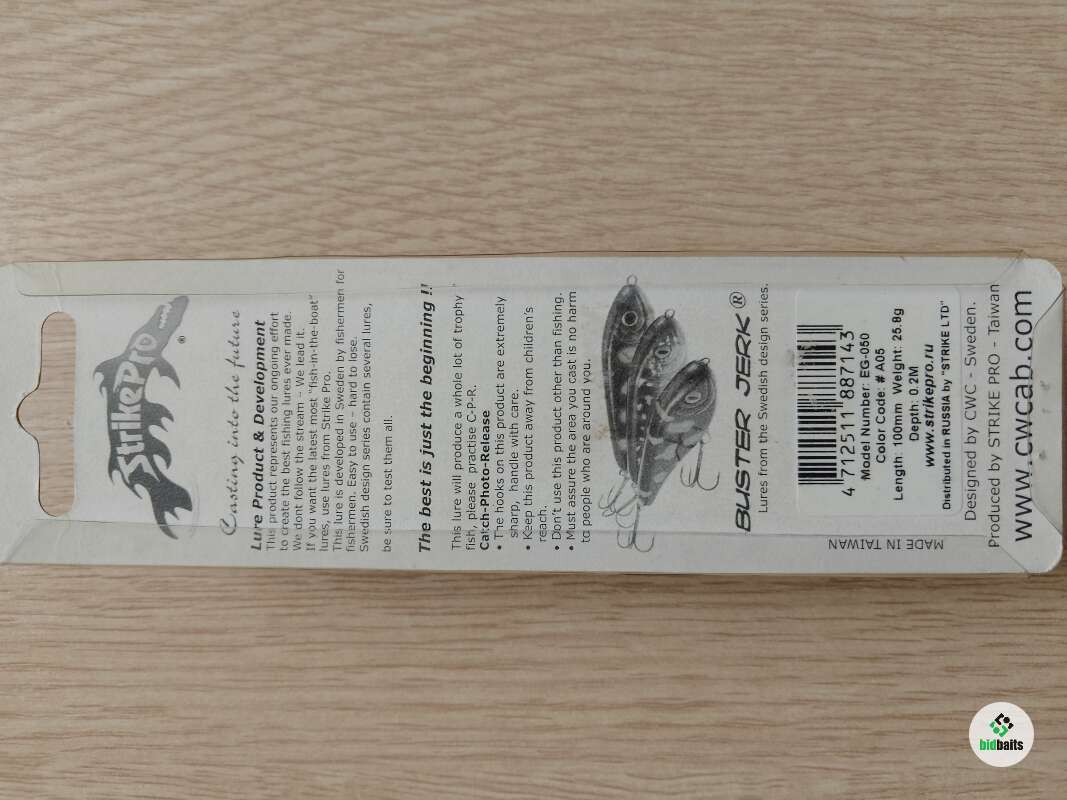 StrikePro
®
Casting into the future
Lure Product & Development
This product represents our ongoing effort
to create the best fishing lures ever made.
We dont follow the stream – We lead it.
If you want the latest most "fish-in-the-boat"
lures, use lures from Strike Pro.
This lure is developed in Sweden by fishermen for
fishermen. Easy to use – hard to lose.
Swedish design series contain several lures,
be sure to test them all.
The best is just the beginning !!
This lure will produce a whole lot of trophy
fish, please practise C-P-R.
Catch-Photo-Release
• The hooks on this product are extremely
sharp, handle with care.
• Keep this product away from children's
reach.
• Don't use this product other than fishing.
• Must assure the area you cast is no harm
to people who are around you.
BUSTER JERK®
Lures from the Swedish design series.
4 712511 887143
Model Number: EG-050
Color Code: # A05
Length: 100mm Weight: 25.8g
Depth: 0.2M
www.strikepro.ru
Distributed in RUSSIA by "STRIKE LTD"
Designed by CWC - Sweden.
Produced by STRIKE PRO - Taiwan
www.cwcab.com
MADE IN TAIWAN
bidbaits